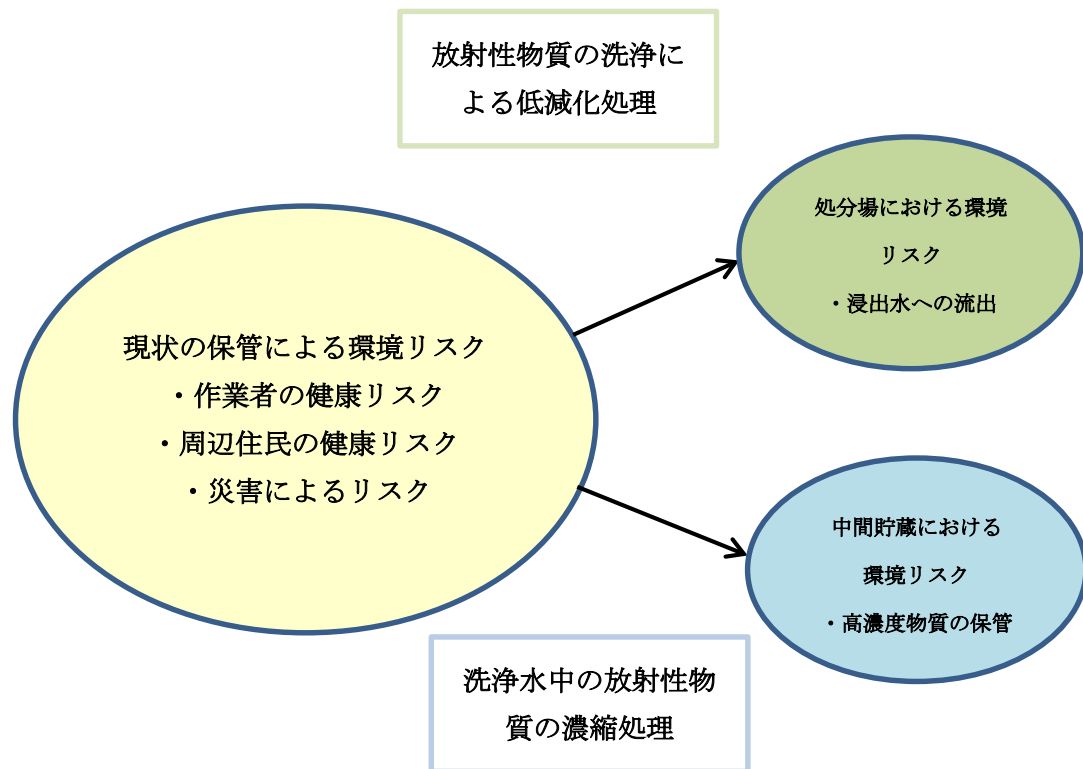 放射性物質の洗浄に
よる低減化処理
処分場における環境
リスク
・浸出水への流出
現状の保管による環境リスク
・作業者の健康リスク
・周辺住民の健康リスク
・災害によるリスク
中間貯蔵における
環境リスク
・高濃度物質の保管
洗浄水中の放射性物
質の濃縮処理